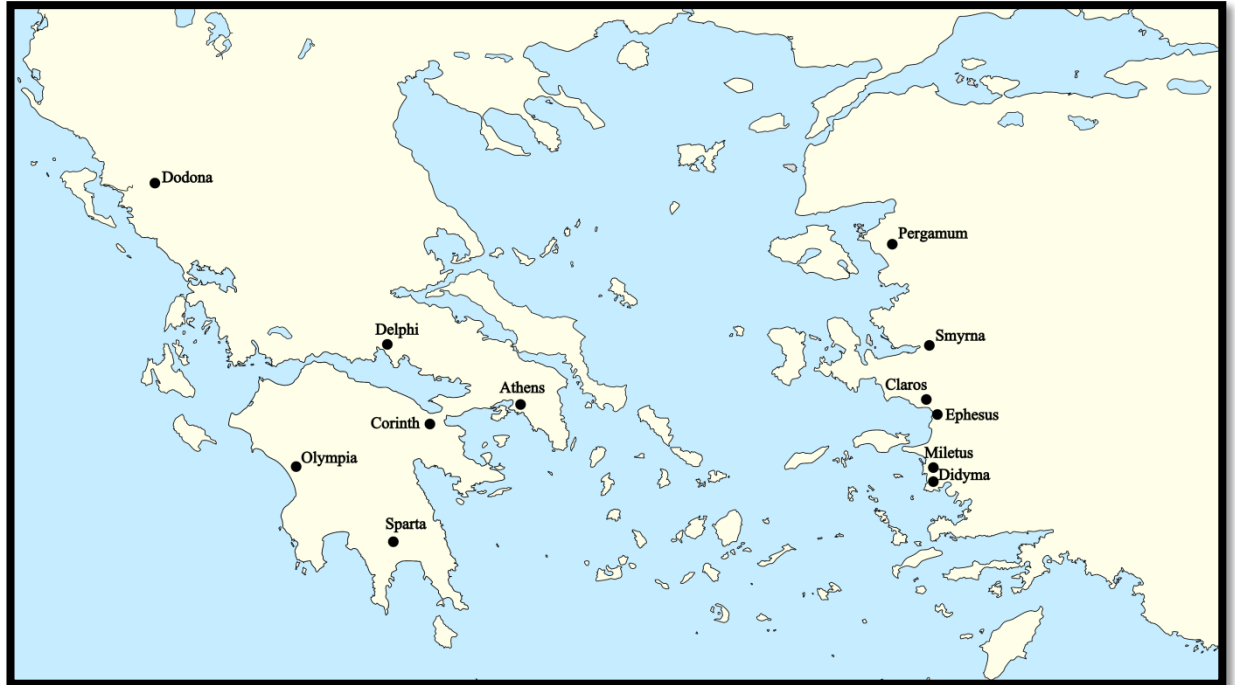 Dodona
Pergamum
Delphi
Smyrna
Claros
Athens
Ephesus
Corinth
Miletus
Olympia
Didyma
Sparta